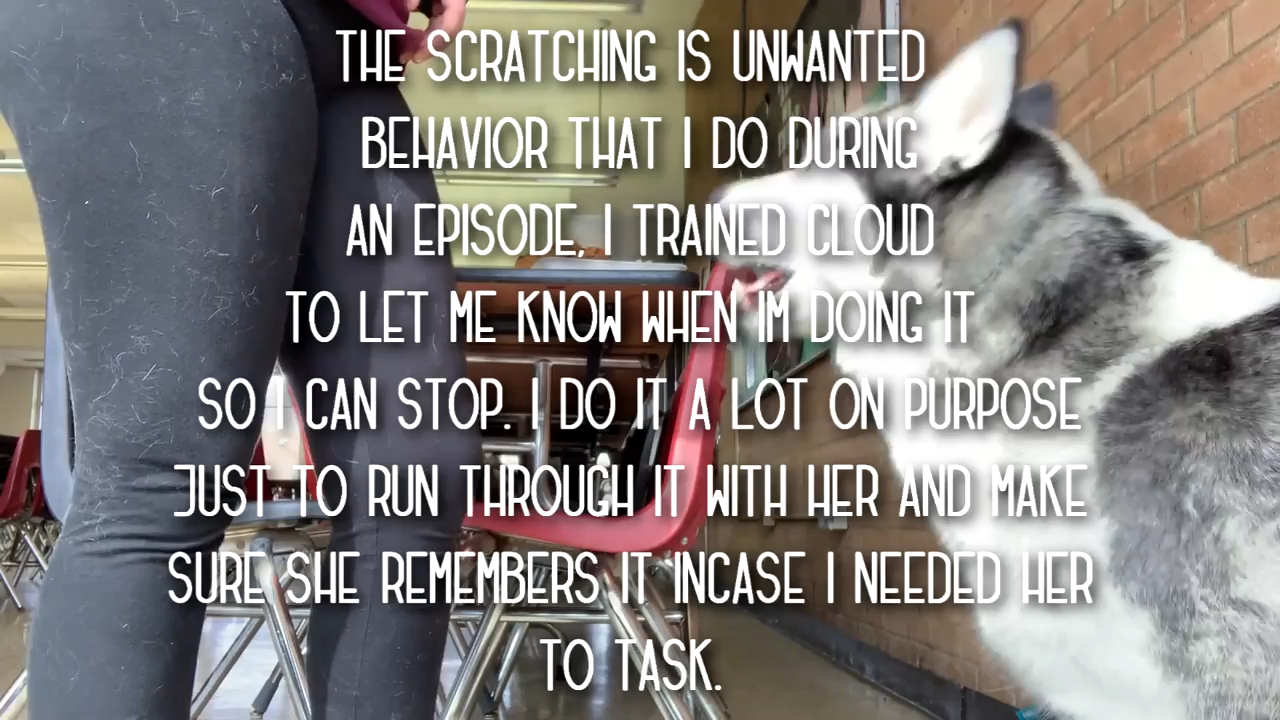 THE SCRATCHING IS UNWANTED
BEHAVIOR THAT I DO DURING
AN EPISODE, I TRAINED CLOUD
TO LET ME KNOW WHEN IM DOING IT
SO I CAN STOP. I DO IT A LOT ON PURPOSE
JUST TO RUN THROUGH IT WITH HER AND MAKE
SURE SHE REMEMBERS IT INCASE I NEEDED HER
TO TASK.